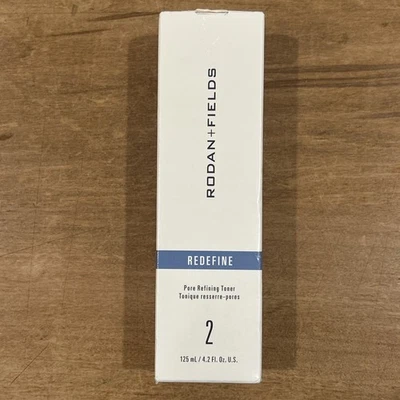 RODAN+FIELDS
REDEFINE
Pore Refining Toner
Tonique resserre-pores
2
125 mL / 4.2 Fl. Oz. U.S.